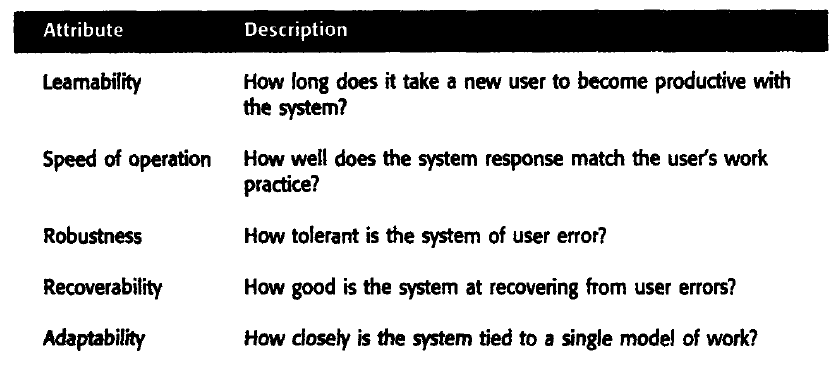 Attribute Description
Learnability How long does it take a new user to become productive with
the system?
Speed of operation How well does the system response match the user's work
practice?
Robustness How tolerant is the system of user error?
Recoverability How good is the system at recovering from user errors?
Adaptability How closely is the system tied to a single model of work?